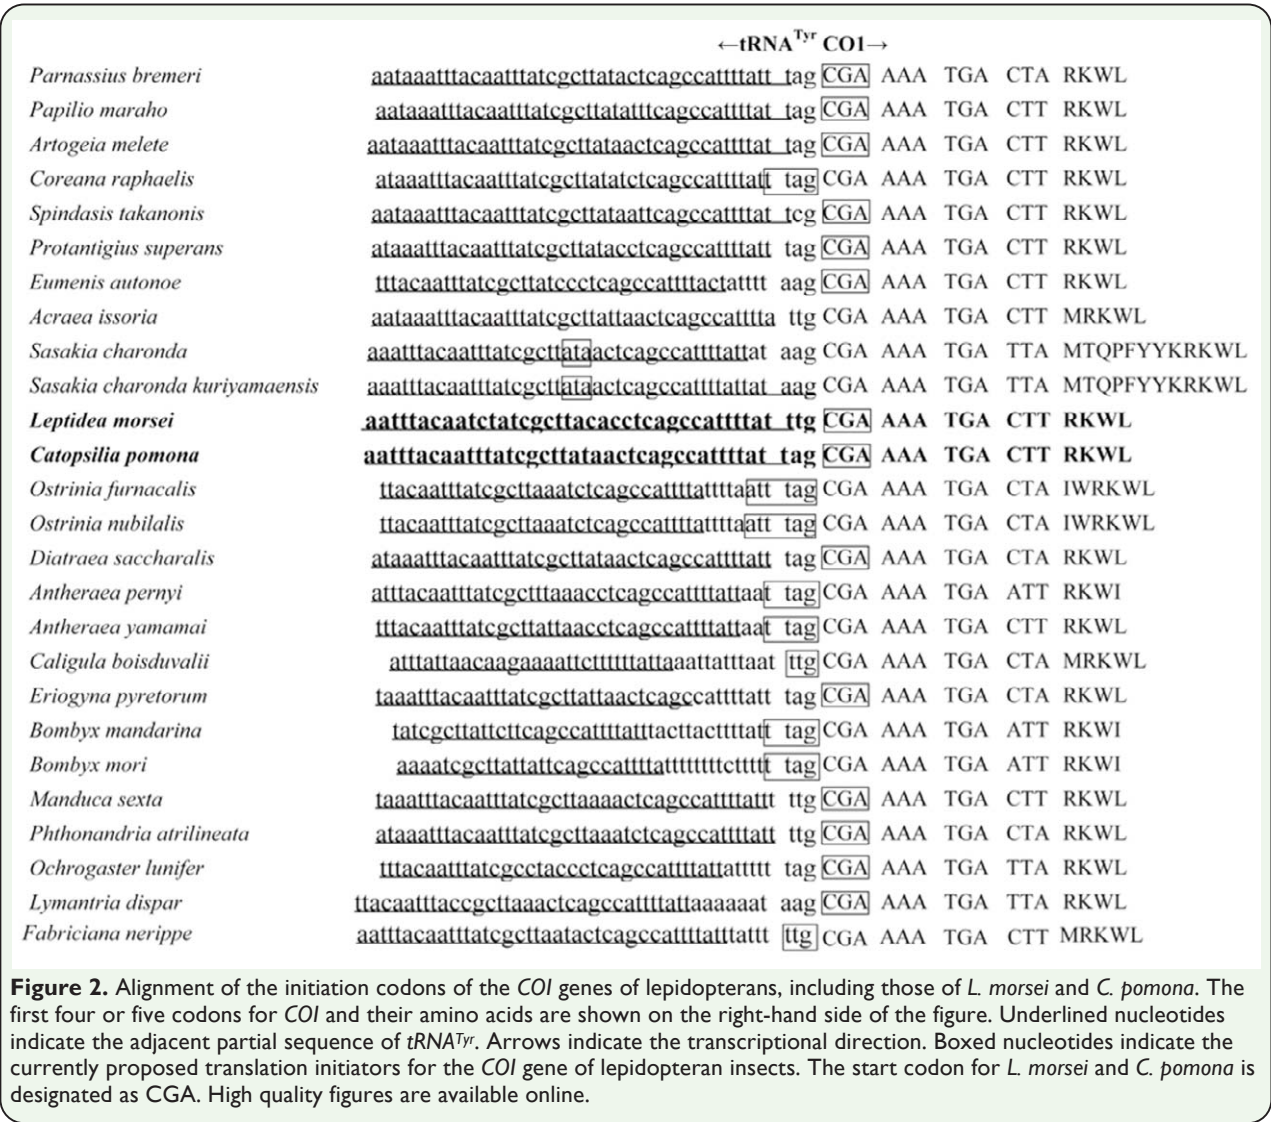 ←tRNATyr CO1→
Parnassius bremeri aataaatttacaatttatcgcttatactcagccattttatt tag CGA AAA TGA CTA RKWL
Papilio maraho aataaatttacaatttatcgcttatatttcagccatttttat tag CGA AAA TGA CTT RKWL
Artogeia melete aataaatttacaatttatcgcttataactcagccattttat tag CGA AAA TGA CTT RKWL
Coreana raphaelis ataaatttacaatttatcgcttatatctcagccattttatt tag CGA AAA TGA CTT RKWL
Spindasis takanonis aataaatttacaatttatcgcttataattcagccattttat tcg CGA AAA TGA CTT RKWL
Protantigius superans ataaatttacaatttatcgcttatacctcagccattttatt tag CGA AAA TGA CTT RKWL
Eumenis autonoe tttacaatttatcgcttatccctcagccattttactatttt aag CGA AAA TGA CTT RKWL
Acraea issoria aataaatttacaatttatcgcttattaactcagccatttta ttg CGA AAA TGA CTT MRKWL
Sasakia charonda aaatttacaatttatcgcttataactcagccattttattat aag CGA AAA TGA TTA MTQPFYYKRKWL
Sasakia charonda kuriyamaensis aaatttacaatttatcgcttataactcagccattttattat aag CGA AAA TGA TTA MTQPFYYKRKWL
Leptidea morsei aatttacaatctatcgcttacacctcagccattttat ttg CGA AAA TGA CTT RKWL
Catopsilia pomona aatttacaatttatcgcttataactcagccattttat tag CGA AAA TGA CTT RKWL
Ostrinia furnacalis ttacaatttatcgcttaaatctcagccattttattttaatt tag CGA AAA TGA CTA IWRKWL
Ostrinia nubilalis ttacaatttatcgcttaaatctcagccattttattttaatt tag CGA AAA TGA CTA IWRKWL
Diatraea saccharalis ataaatttacaatttatcgcttataactcagccattttatt tag CGA AAA TGA CTA RKWL
Antheraea pernyi atttacaatttatcgctttaaacctcagccattttattaat tag CGA AAA TGA ATT RKWI
Antheraea yamamai tttacaatttatcgcttattaacctcagccattttattaat tag CGA AAA TGA CTT RKWL
Caligula boisduvalii atttattaacaagaaaattcttttttattaaattatttaat ttg CGA AAA TGA CTA MRKWL
Eriogyna pyretorum taaatttacaatttatcgcttattaactcagccattttatt tag CGA AAA TGA CTA RKWL
Bombyx mandarina tatcgcttattcttcagccattttatttacttacttttatt tag CGA AAA TGA ATT RKWI
Bombyx mori aaaatcgcttattattcagccattttattttttttctttttt tag CGA AAA TGA ATT RKWI
Manduca sexta taaatttacaatttatcgcttaaaactcagccattttattt ttg CGA AAA TGA CTT RKWL
Phthonandria atrilineata ataaatttacaatttatcgcttaaatctcagccattttatt ttg CGA AAA TGA CTA RKWL
Ochrogaster lunifer tttacaatttatcgcctaccctcagccattttattattttt tag CGA AAA TGA TTA RKWL
Lymantria dispar ttacaatttaccgcttaaactcagccattttattaaaaaat aag CGA AAA TGA TTA RKWL
Fabriciana nerippe aatttacaatttatcgcttaatactcagccattttatttattt ttg CGA AAA TGA CTT MRKWL
Figure 2. Alignment of the initiation codons of the COI genes of lepidopterans, including those of L. morsei and C. pomona. The
first four or five codons for COI and their amino acids are shown on the right-hand side of the figure. Underlined nucleotides
indicate the adjacent partial sequence of tRNATyr. Arrows indicate the transcriptional direction. Boxed nucleotides indicate the
currently proposed translation initiators for the COI gene of lepidopteran insects. The start codon for L. morsei and C. pomona is
designated as CGA. High quality figures are available online.